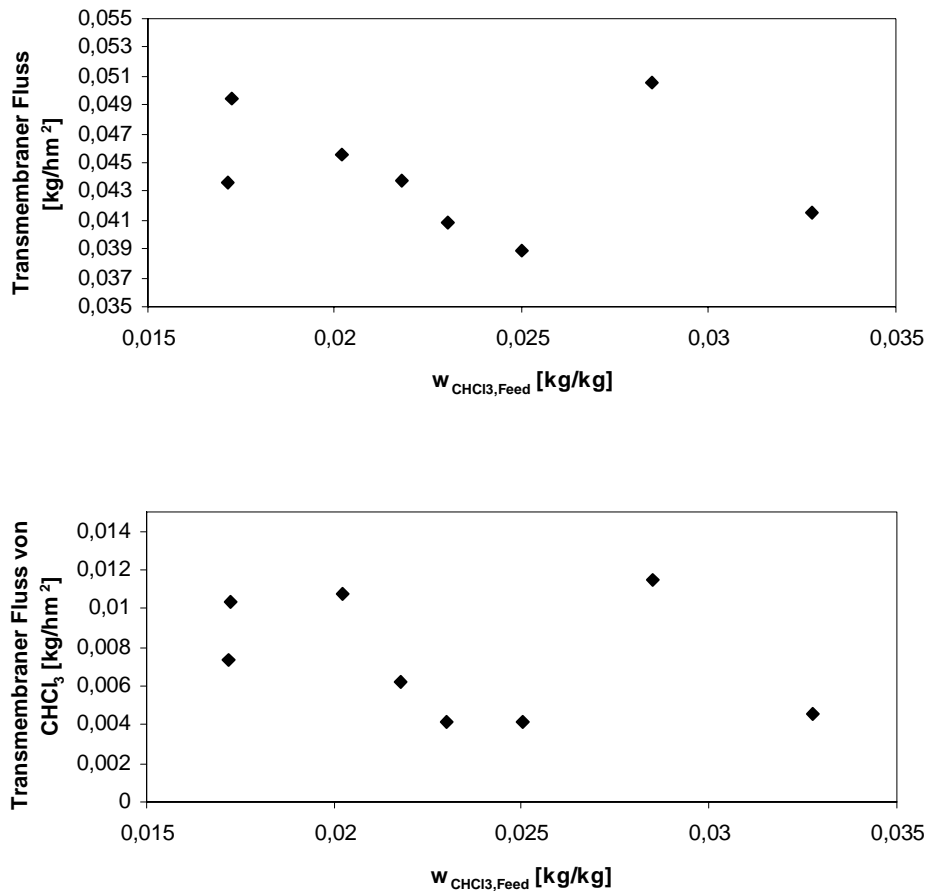 0,055
0,053
0,051
0,049
0,047
0,045
0,043
0,041
0,039
0,037
0,035
Transmembraner Fluss
[kg/hm²]
0,015 0,02 0,025 0,03 0,035
w CHCl3,Feed [kg/kg]
0,014
0,012
0,01
0,008
0,006
0,004
0,002
0
Transmembraner Fluss von
CHCl₃ [kg/hm²]
0,015 0,02 0,025 0,03 0,035
w CHCl3,Feed [kg/kg]